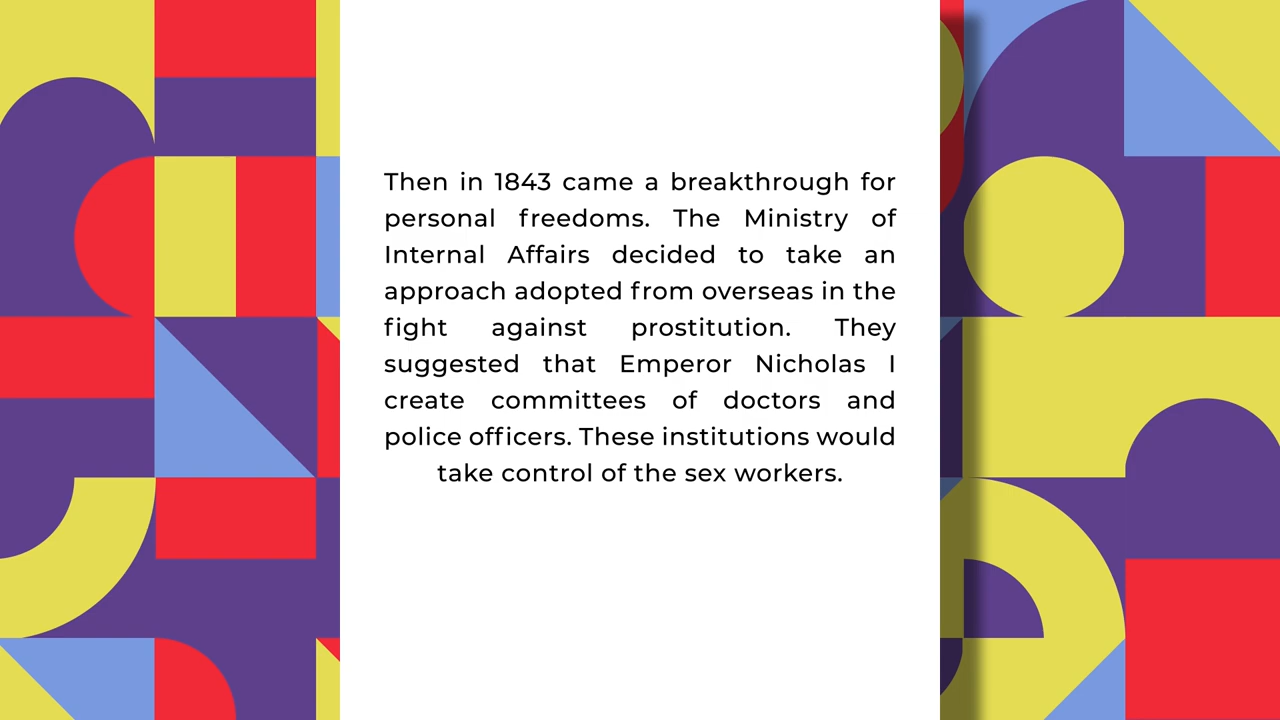 Then in 1843 came a breakthrough for
personal freedoms. The Ministry of
Internal Affairs decided to take an
approach adopted from overseas in the
fight against prostitution. They
suggested that Emperor Nicholas I
create committees of doctors and
police officers. These institutions would
take control of the sex workers.